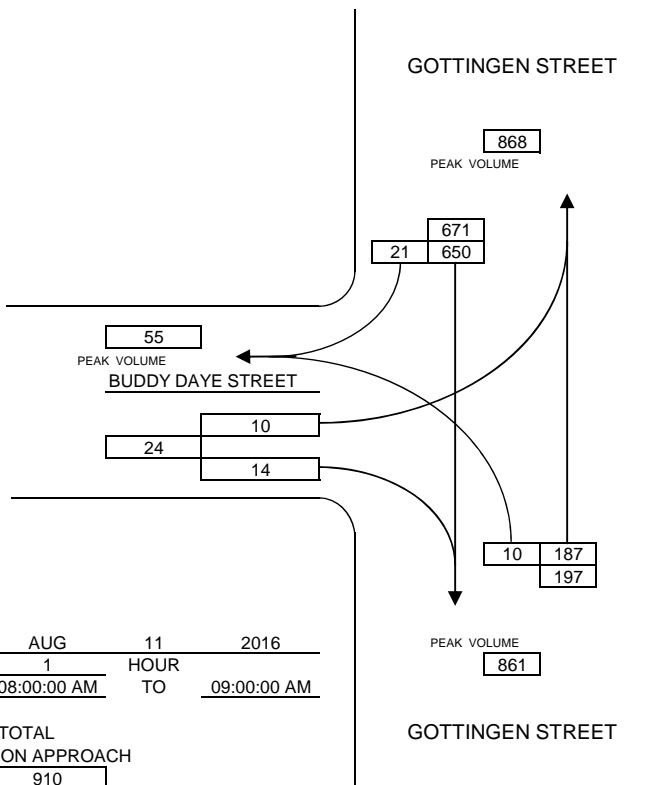 GOTTINGEN STREET
868
PEAK VOLUME
671
21 650
55
PEAK VOLUME
BUDDY DAYE STREET
10
24
14
10 187
197
AUG 11 2016
1 HOUR
08:00:00 AM TO 09:00:00 AM
PEAK VOLUME
861
TOTAL
ON APPROACH
910
GOTTINGEN STREET